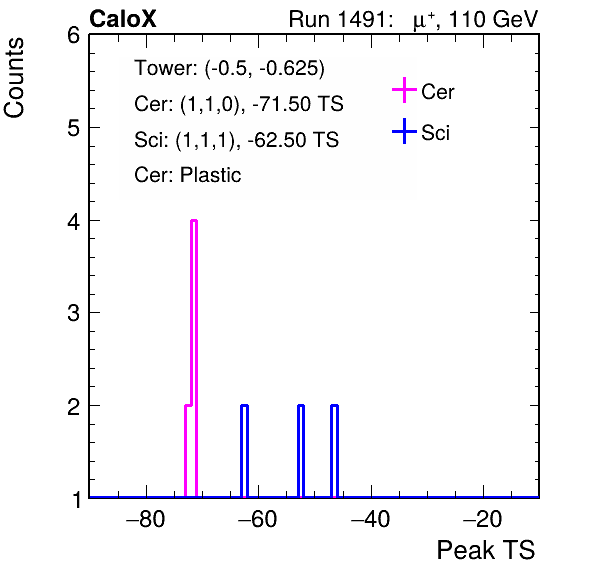 CaloX Run 1491: μ⁺, 110 GeV
Counts
Tower: (-0.5, -0.625)
Cer: (1,1,0), -71.50 TS
Sci: (1,1,1), -62.50 TS
Cer: Plastic
Cer
Sci
6
5
4
3
2
1
−80 −60 −40 −20
Peak TS